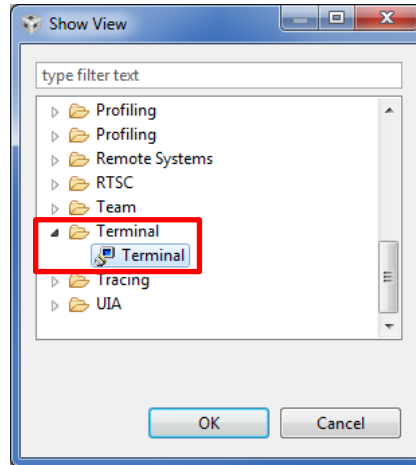 Show View
type filter text
Profiling
Profiling
Remote Systems
RTSC
Team
Terminal
Terminal
Tracing
UIA
OK
Cancel